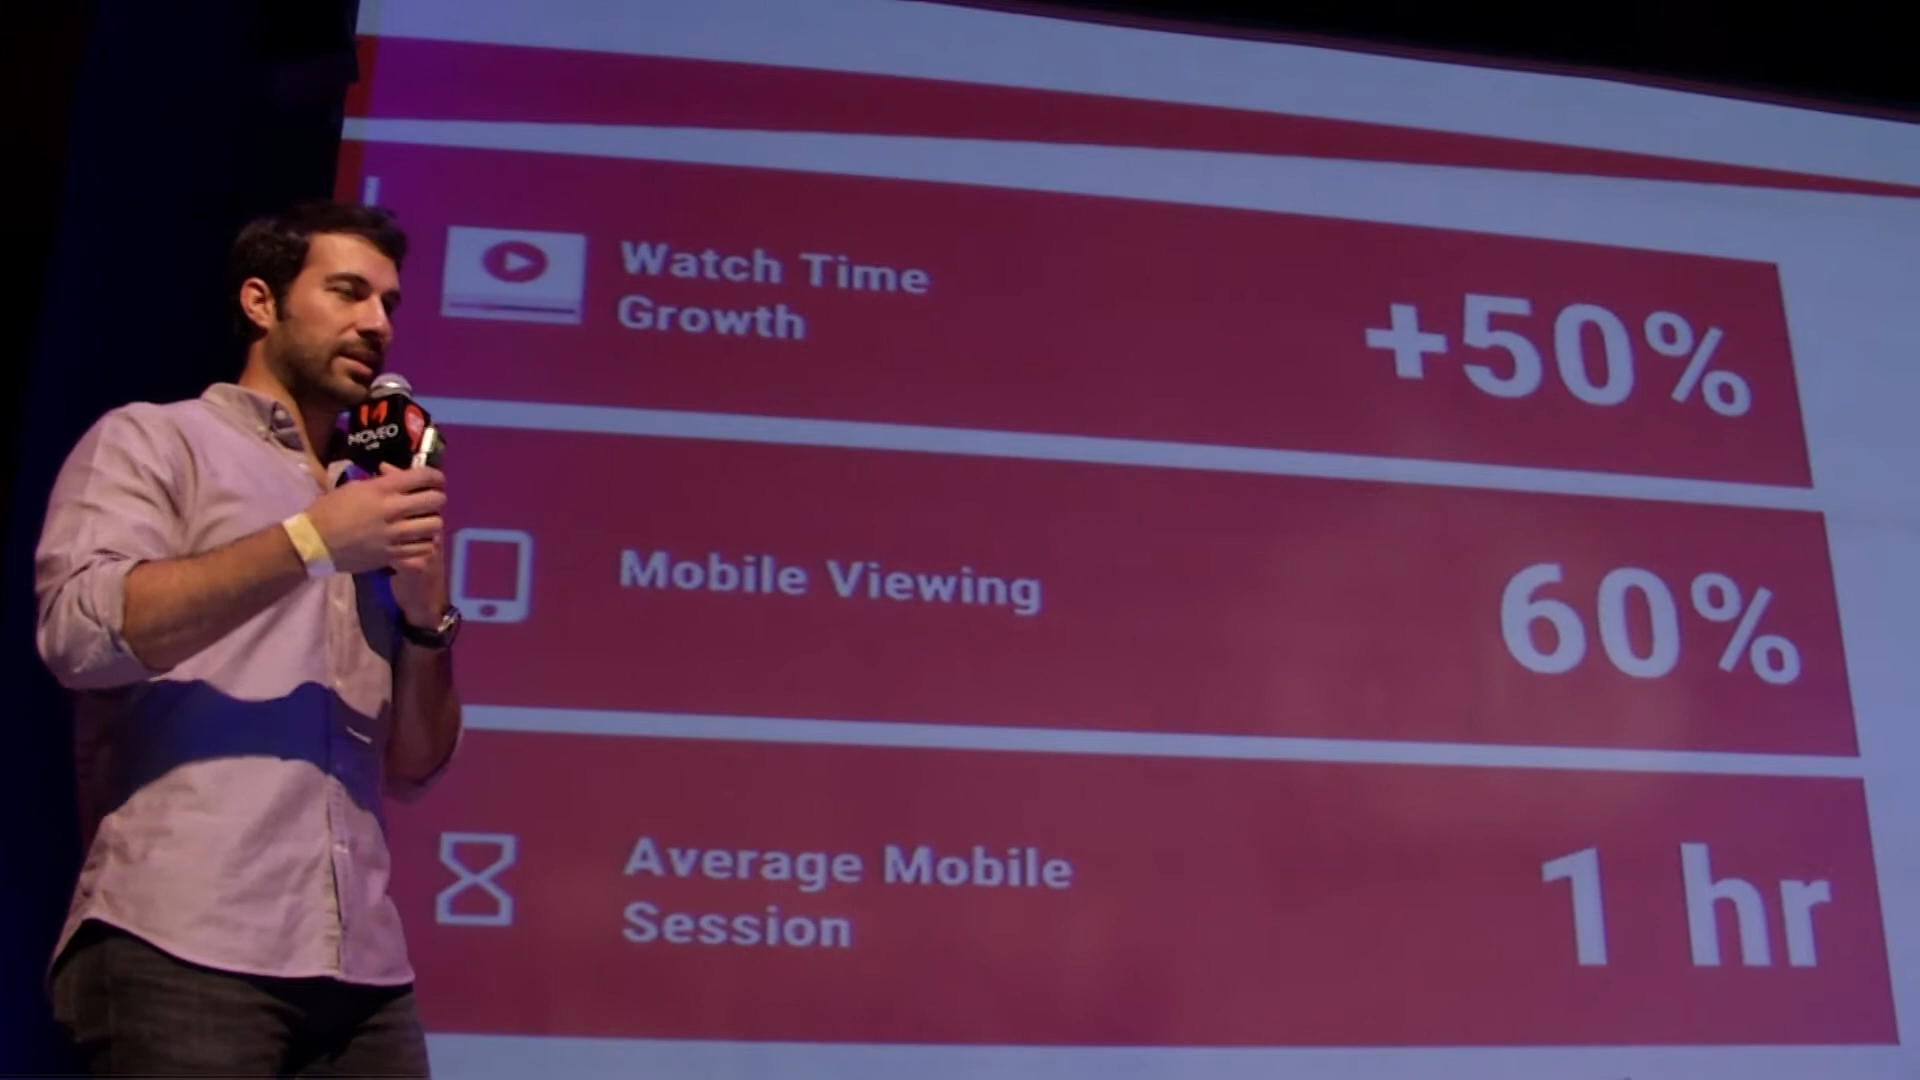 Watch Time
Growth
+50%
Mobile Viewing
60%
Average Mobile
Session
1 hr
MOVEO